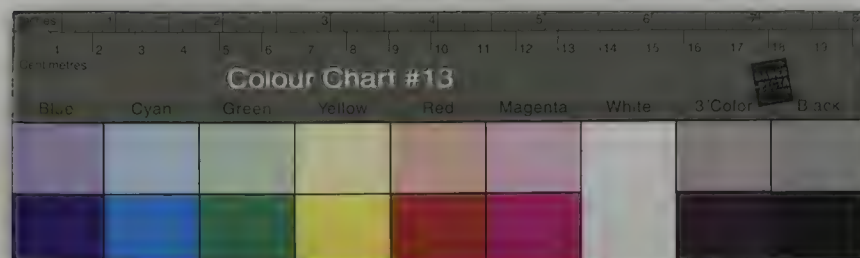 1 2 3 4 5 6 7
1 2 3 4 5 6 7 8 9 10 11 12 13 14 15 16 17 18 19
Centimetres
Colour Chart #13
Blue Cyan Green Yellow Red Magenta White 3/Color Black